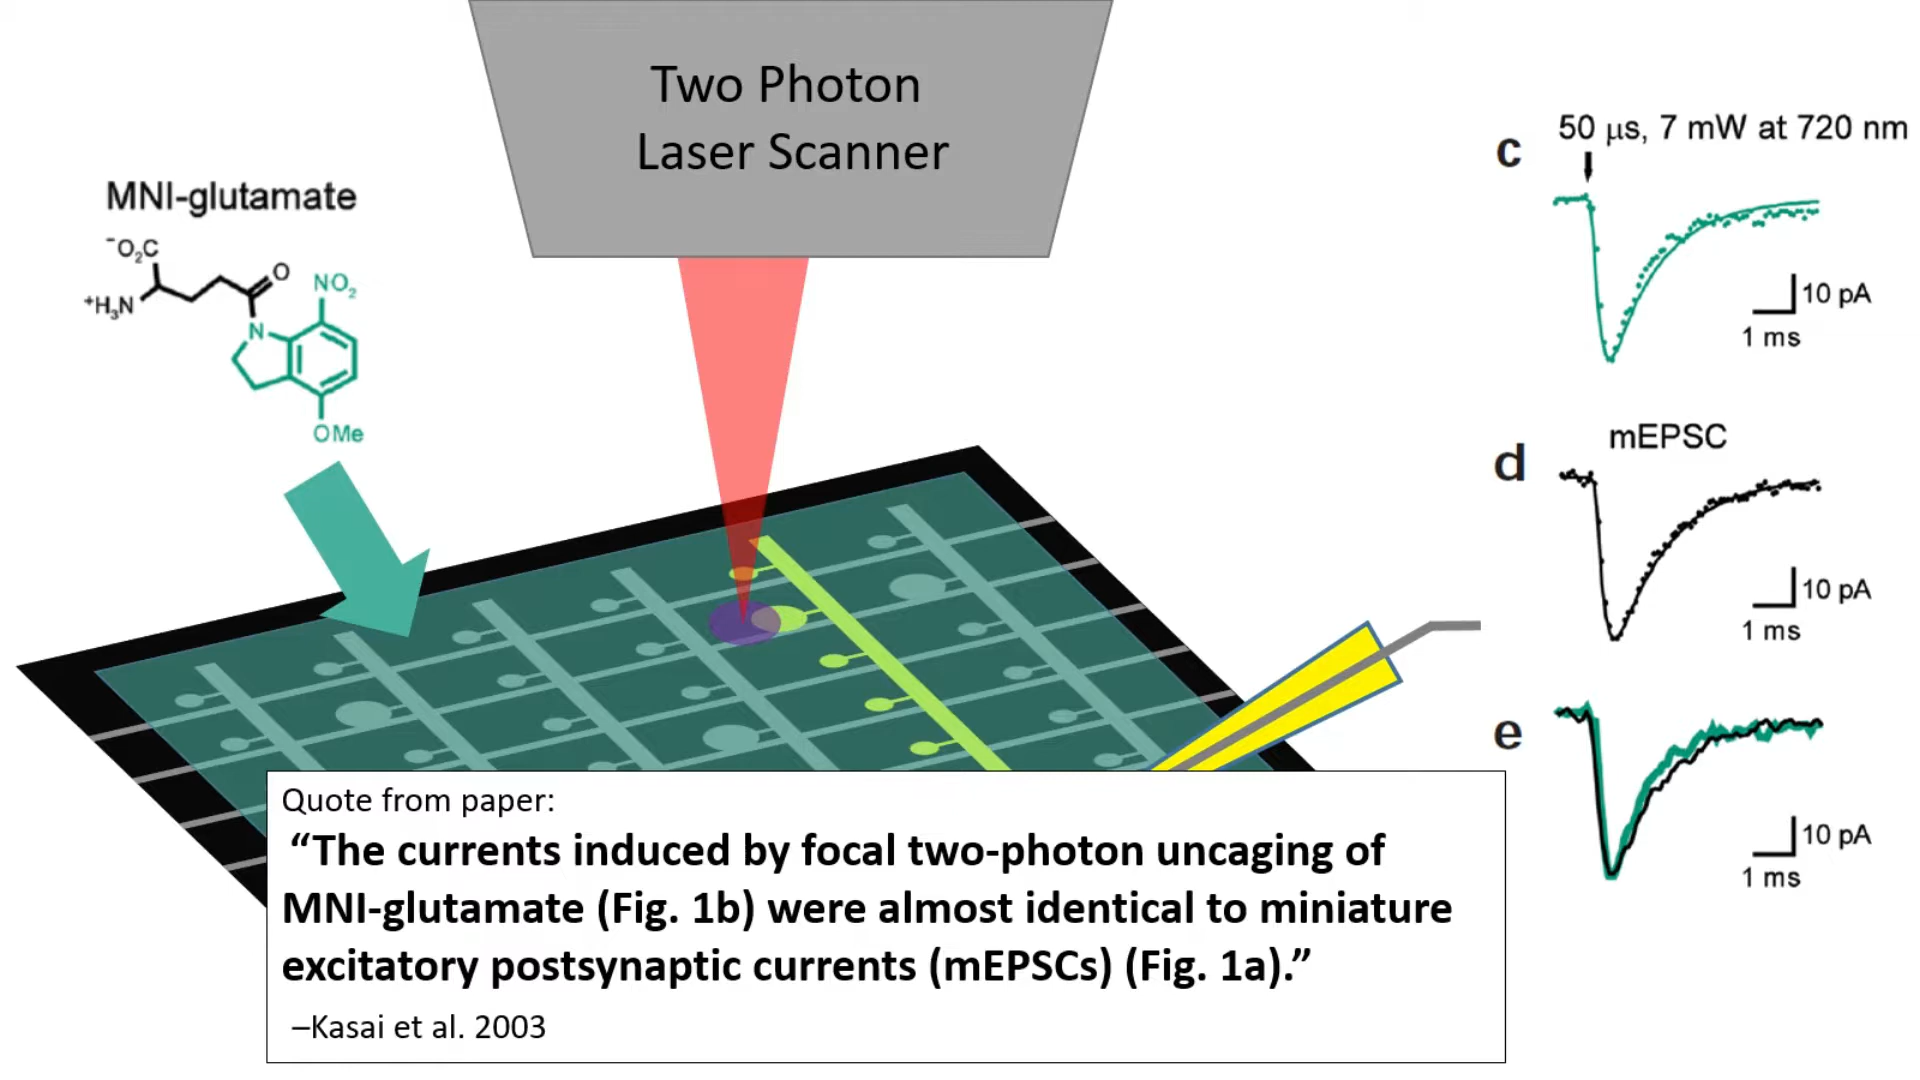 Two Photon
Laser Scanner
MNI-glutamate
⁻O₂C
O
⁺H₃N
NO₂
N
OMe
c
50 µs, 7 mW at 720 nm
10 pA
1 ms
d
mEPSC
10 pA
1 ms
e
10 pA
1 ms
Quote from paper:
“The currents induced by focal two-photon uncaging of
MNI-glutamate (Fig. 1b) were almost identical to miniature
excitatory postsynaptic currents (mEPSCs) (Fig. 1a).”
–Kasai et al. 2003